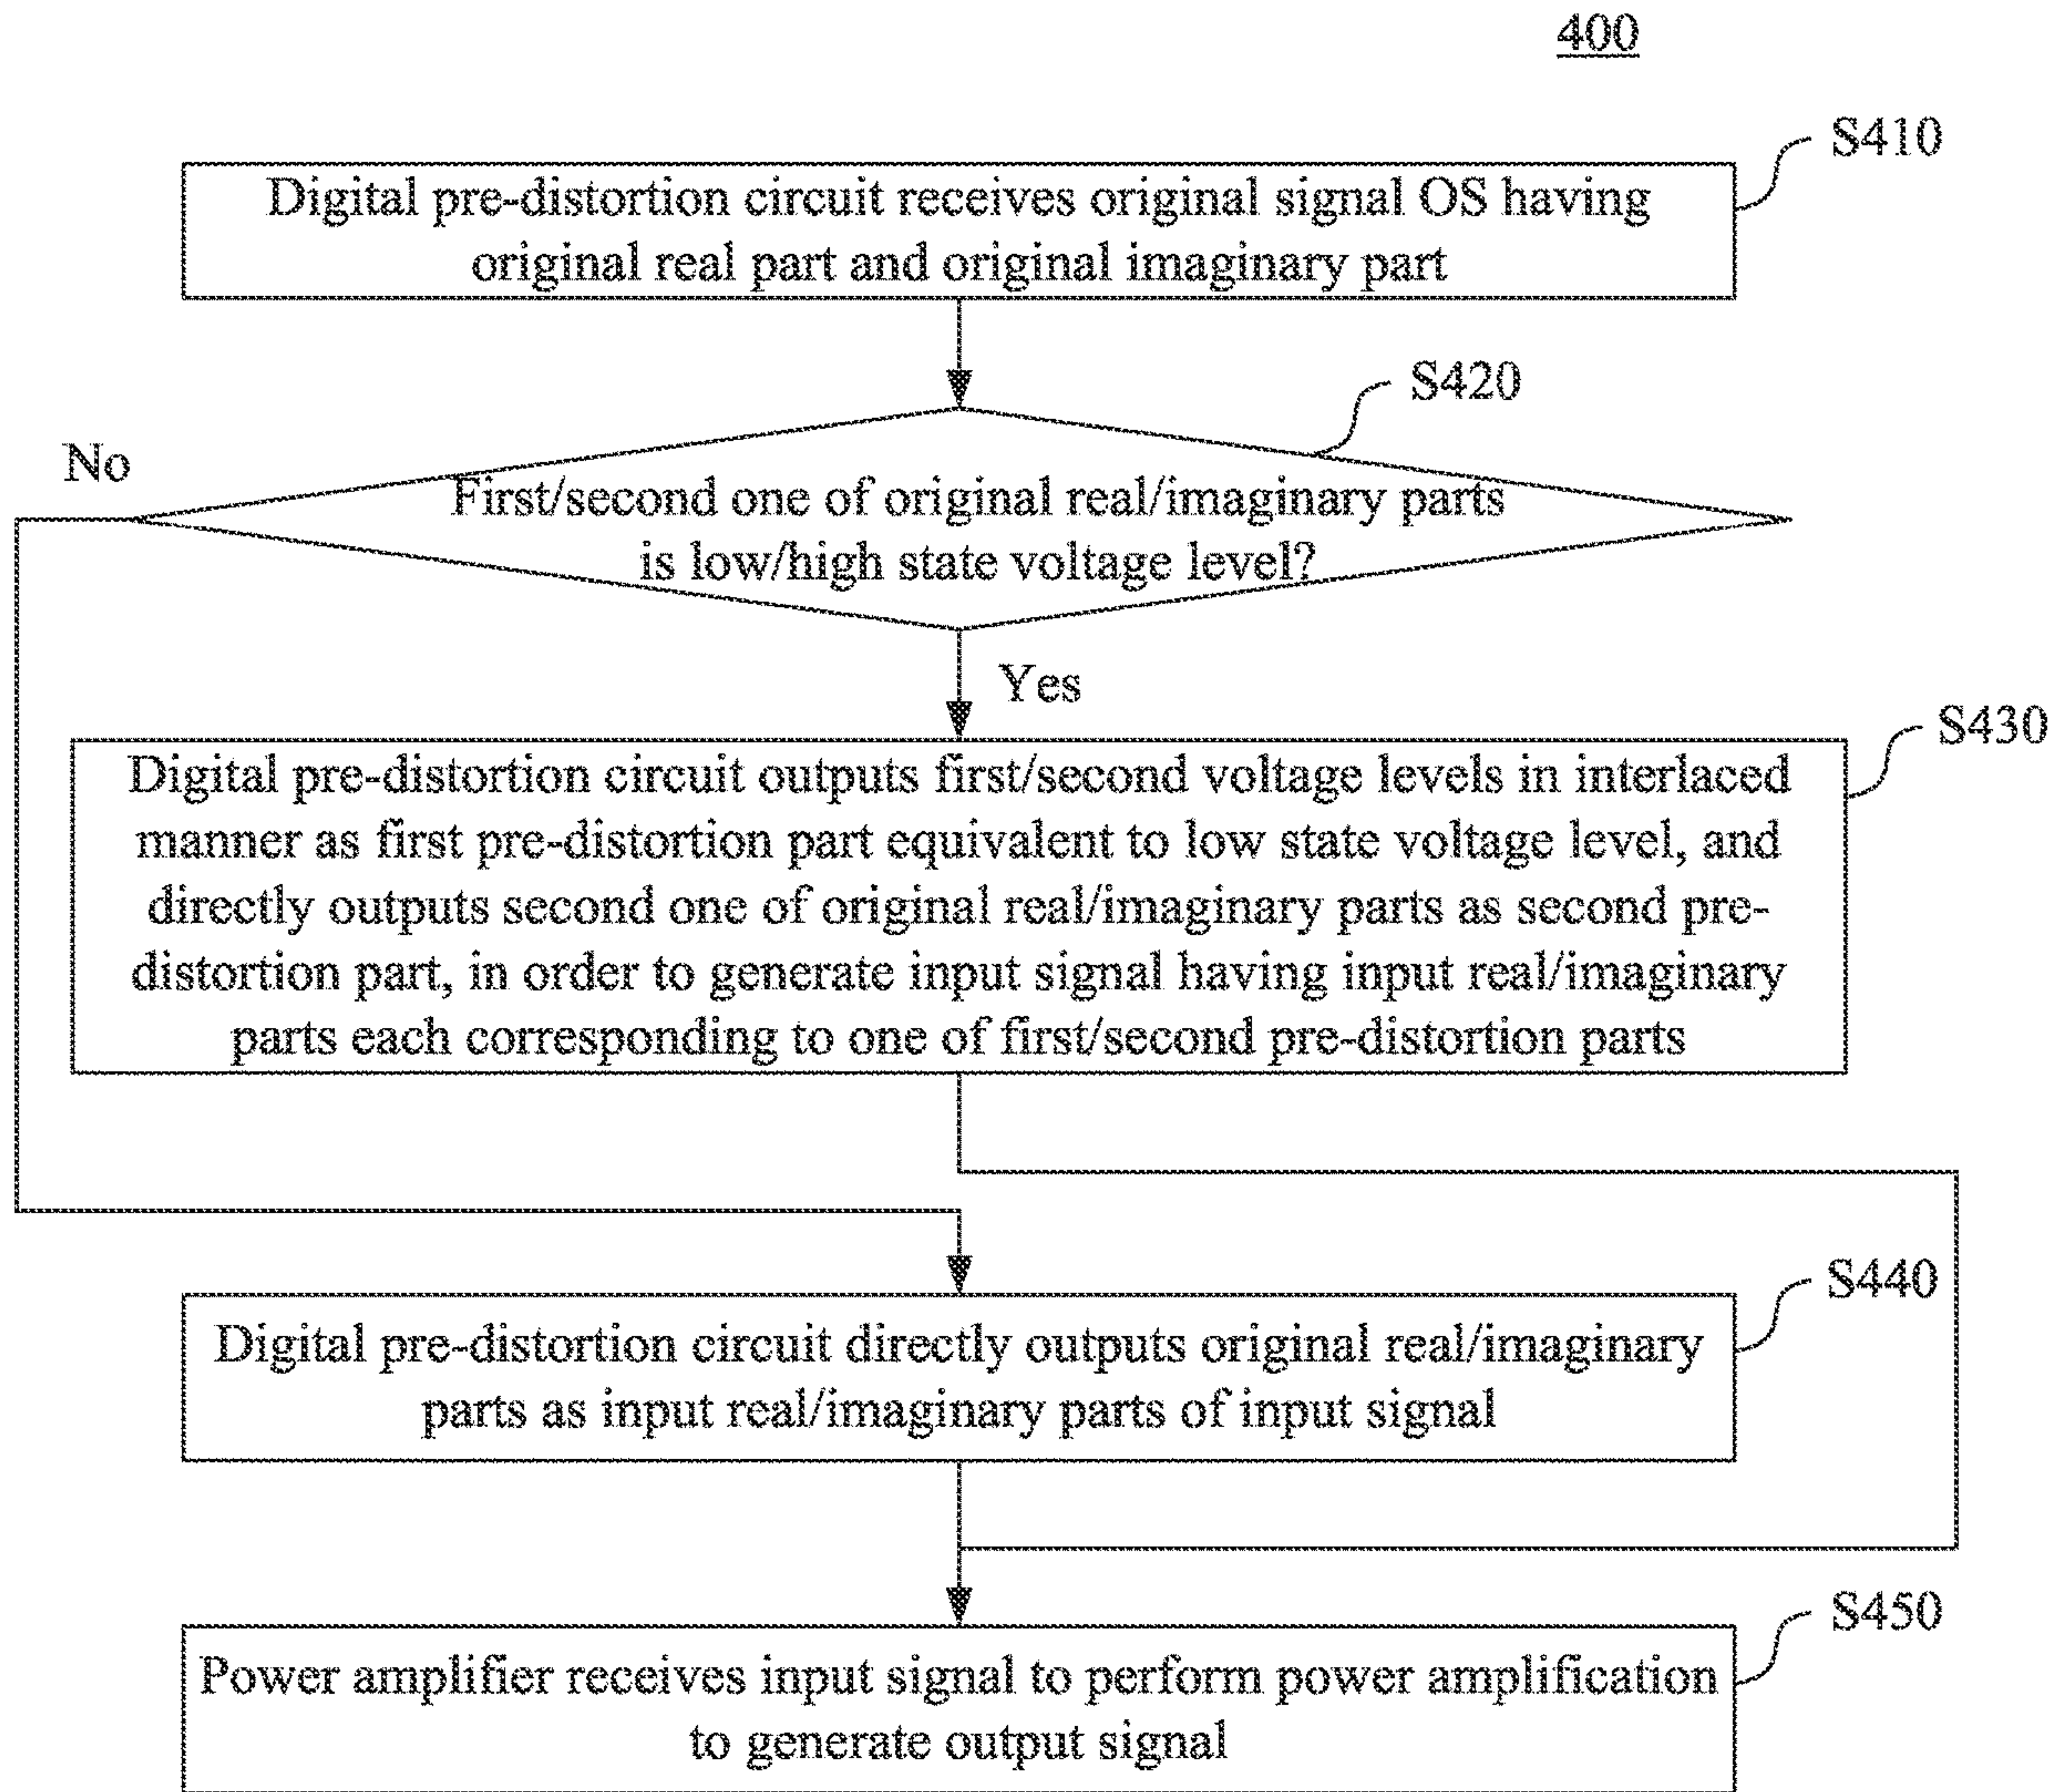 400
S410
Digital pre-distortion circuit receives original signal OS having
original real part and original imaginary part
S420
No
First/second one of original real/imaginary parts
is low/high state voltage level?
Yes
S430
Digital pre-distortion circuit outputs first/second voltage levels in interlaced
manner as first pre-distortion part equivalent to low state voltage level, and
directly outputs second one of original real/imaginary parts as second pre-
distortion part, in order to generate input signal having input real/imaginary
parts each corresponding to one of first/second pre-distortion parts
S440
Digital pre-distortion circuit directly outputs original real/imaginary
parts as input real/imaginary parts of input signal
S450
Power amplifier receives input signal to perform power amplification
to generate output signal